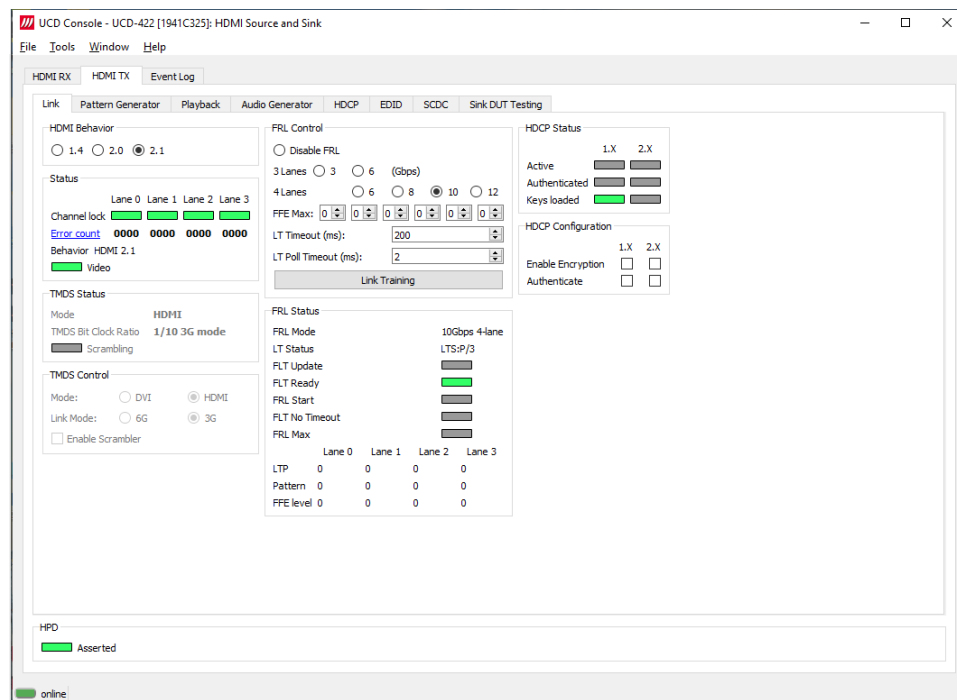 UCD Console - UCD-422 [1941C325]: HDMI Source and Sink
File Tools Window Help
HDMI RX HDMI TX Event Log
Link Pattern Generator Playback Audio Generator HDCP EDID SCDC Sink DUT Testing
HDMI Behavior
1.4 2.0 2.1
Status
Lane 0 Lane 1 Lane 2 Lane 3
Channel lock
Error count 0000 0000 0000 0000
Behavior HDMI 2.1
Video
TMDS Status
Mode HDMI
TMDS Bit Clock Ratio 1/10 3G mode
Scrambling
TMDS Control
Mode: DVI HDMI
Link Mode: 6G 3G
Enable Scrambler
FRL Control
Disable FRL
3 Lanes 3 6 (Gbps)
4 Lanes 6 8 10 12
FFE Max: 0 0 0 0 0 0
LT Timeout (ms): 200
LT Poll Timeout (ms): 2
Link Training
FRL Status
FRL Mode 10Gbps 4-lane
LT Status LTS:P/3
FLT Update
FLT Ready
FRL Start
FLT No Timeout
FRL Max
Lane 0 Lane 1 Lane 2 Lane 3
LTP 0 0 0 0
Pattern 0 0 0 0
FFE level 0 0 0 0
HDCP Status
1.X 2.X
Active
Authenticated
Keys loaded
HDCP Configuration
1.X 2.X
Enable Encryption
Authenticate
HPD
Asserted
online